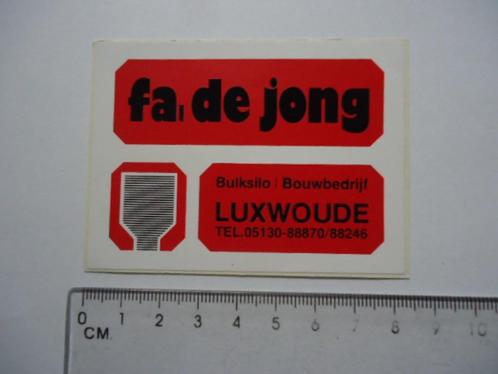 fa. de jong
Bulksilo | Bouwbedrijf
LUXWOUDE
TEL.05130-88870/88246
0 1 2 3 4 5 6 7 8 9 10
CM